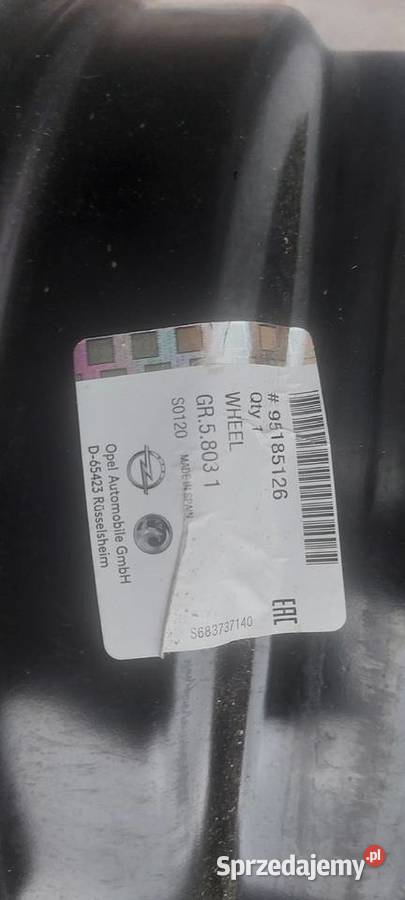 # 95185126
Qty 1
WHEEL
GR.5.803 1
S0120 MADE IN SPAIN
Opel Automobile GmbH
D-65423 Rüsselsheim
EAC
S683737140
Sprzedajemy.pl